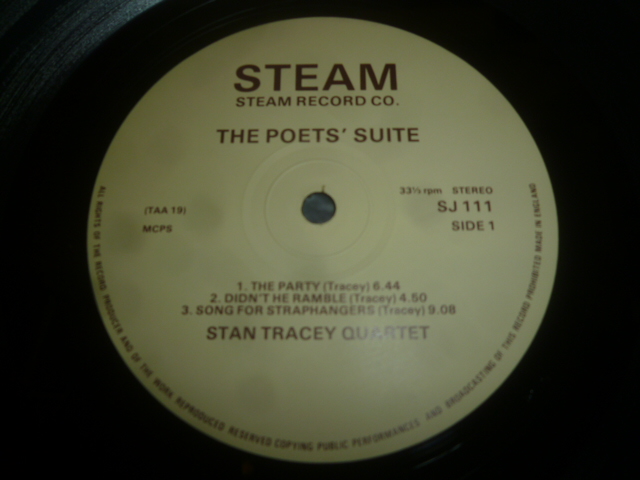 STEAM
STEAM RECORD CO.
THE POETS' SUITE
33⅓ rpm STEREO
(TAA 19)
SJ 111
MCPS
SIDE 1
1. THE PARTY (Tracey) 6.44
2. DIDN'T HE RAMBLE (Tracey) 4.50
3. SONG FOR STRAPHANGERS (Tracey) 9.08
STAN TRACEY QUARTET
ALL RIGHTS OF THE RECORD PRODUCER AND OF THE WORK REPRODUCED RESERVED COPYING PUBLIC PERFORMANCES AND BROADCASTING OF THIS RECORD PROHIBITED MADE IN ENGLAND